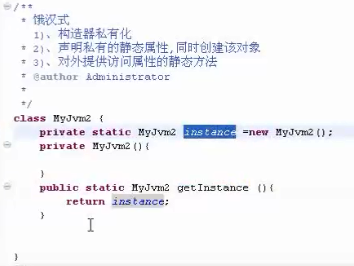 /**
 * 饿汉式
 * 1)、构造器私有化
 * 2)、声明私有的静态属性,同时创建该对象
 * 3)、对外提供访问属性的静态方法
 * @author Administrator
 *
 */
class MyJvm2 {
    private static MyJvm2 instance =new MyJvm2();
    private MyJvm2(){

    }
    public static MyJvm2 getInstance (){
        return instance;
    }


}